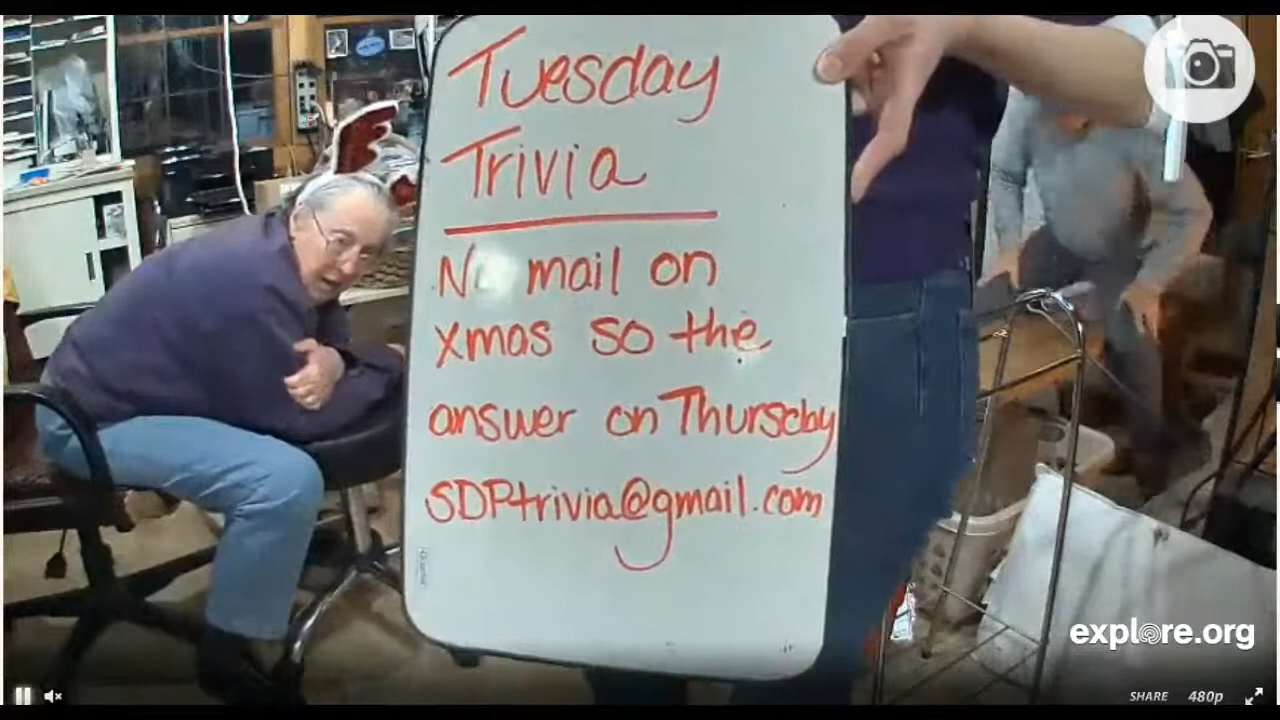 Tuesday
Trivia
No mail on
xmas so the
answer on Thursday
SDPtrivia@gmail.com
explore.org
SHARE 480p